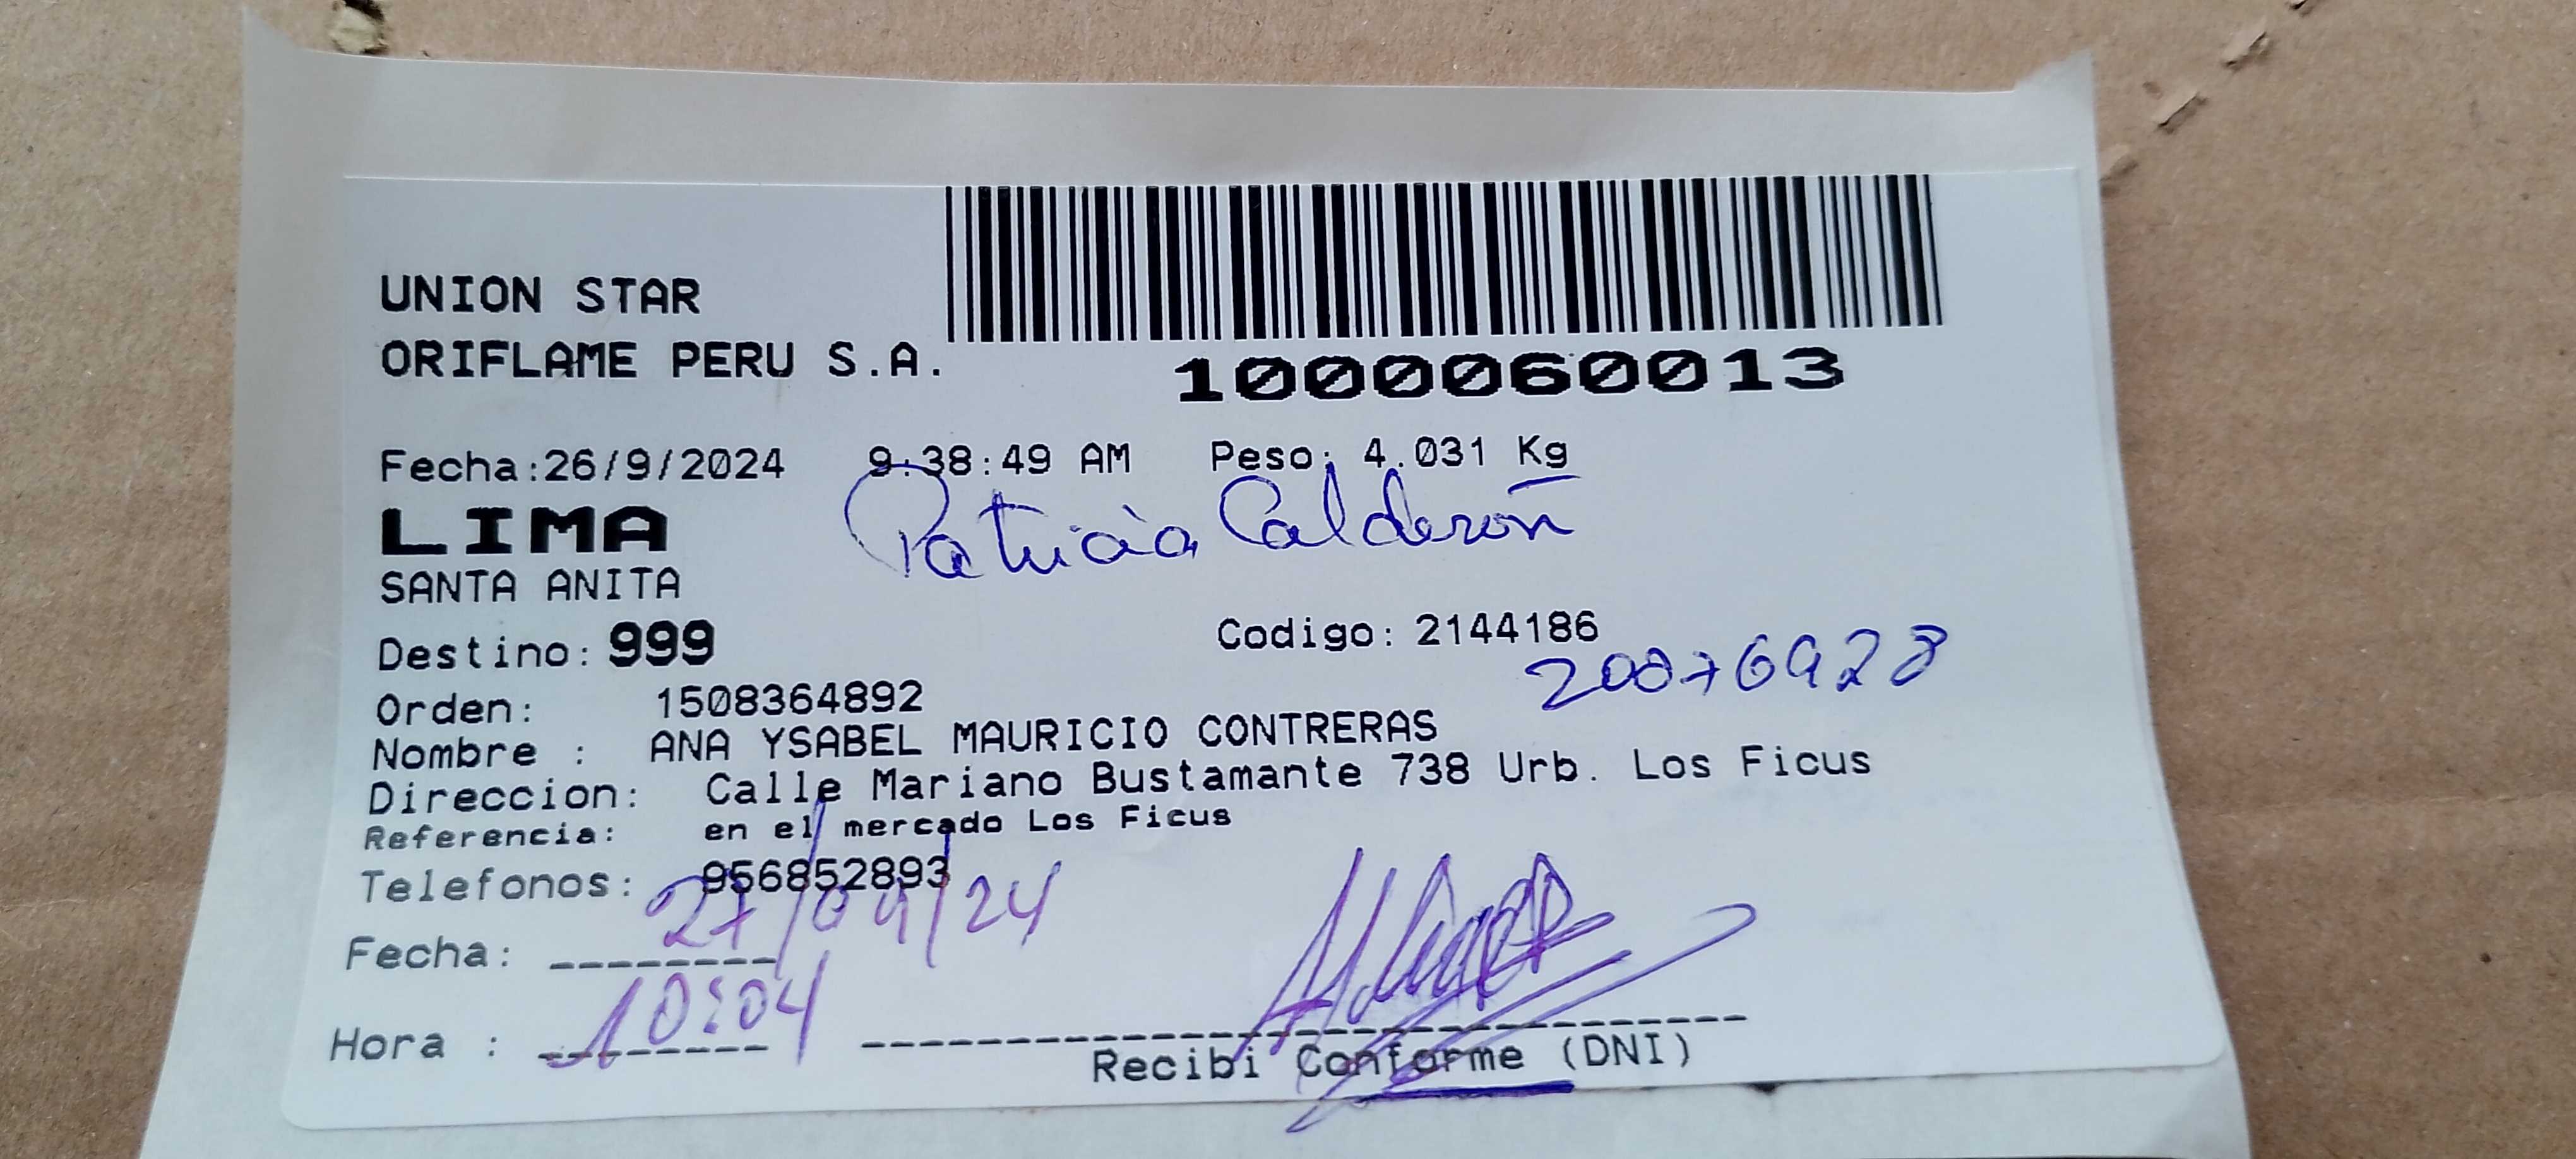 UNION STAR
ORIFLAME PERU S.A.
1000060013
Fecha:26/9/2024 9:38:49 AM Peso: 4.031 Kg
LIMA
Patricia Calderón
SANTA ANITA
Destino: 999
Codigo: 2144186
20076928
Orden: 1508364892
Nombre : ANA YSABEL MAURICIO CONTRERAS
Direccion: Calle Mariano Bustamante 738 Urb. Los Ficus
Referencia: en el mercado Los Ficus
Telefonos: 956852893
Fecha: 27/09/24
Hora : 10:04
Recibi Conforme (DNI)